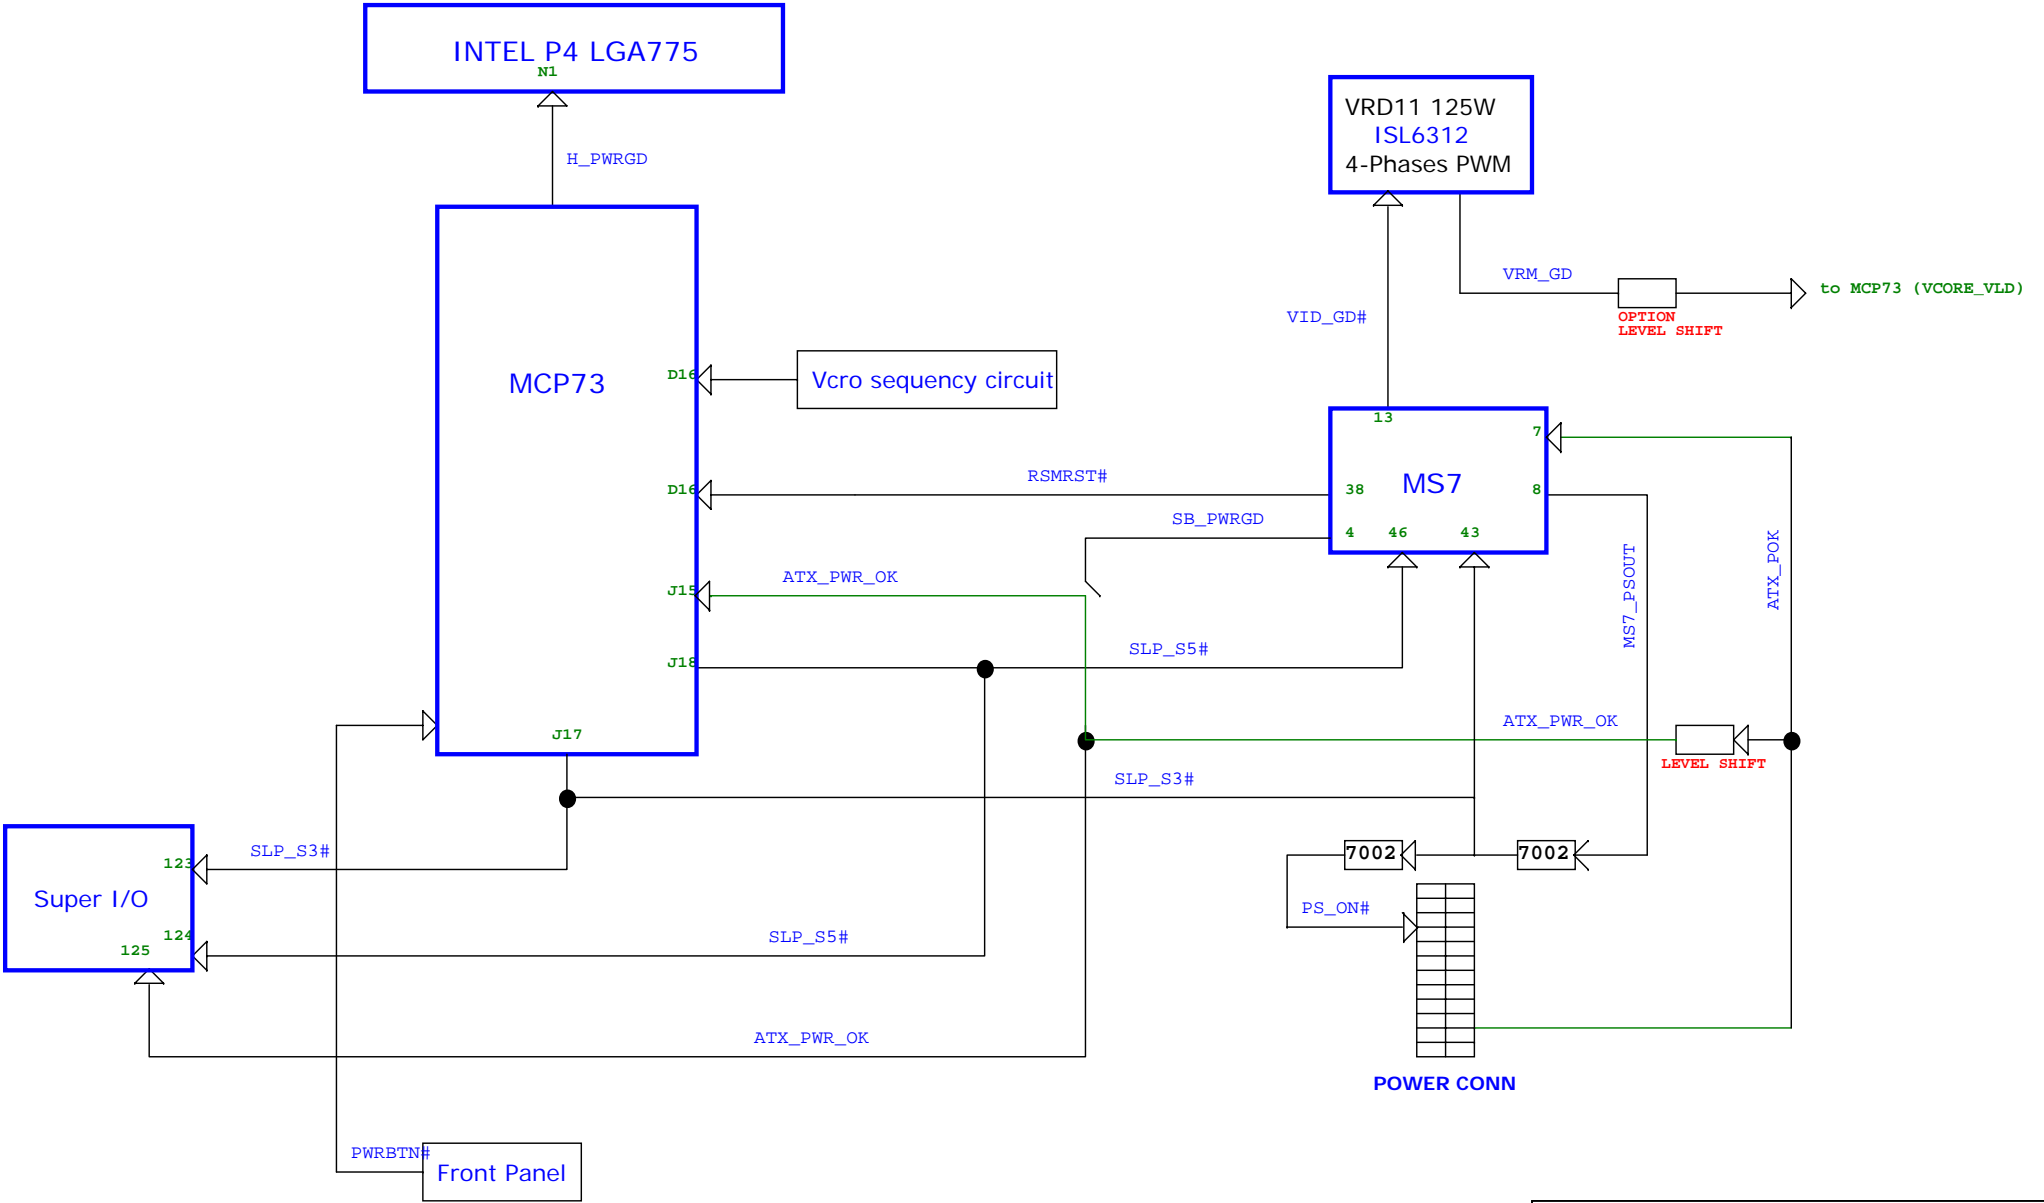 INTEL P4 LGA775
N1
H_PWRGD
VRD11 125W
ISL6312
4-Phases PWM
VRM_GD
to MCP73 (VCORE_VLD)
OPTION
LEVEL SHIFT
VID_GD#
MCP73
D16
Vcro sequency circuit
13
7
MS7
RSMRST#
D16
38
8
SB_PWRGD
4
46
43
ATX_PWR_OK
J15
MS7_PSOUT
ATX_POK
SLP_S5#
J18
J17
ATX_PWR_OK
LEVEL SHIFT
SLP_S3#
SLP_S3#
123
7002
7002
Super I/O
PS_ON#
124
125
SLP_S5#
ATX_PWR_OK
POWER CONN
PWRBTN#
Front Panel